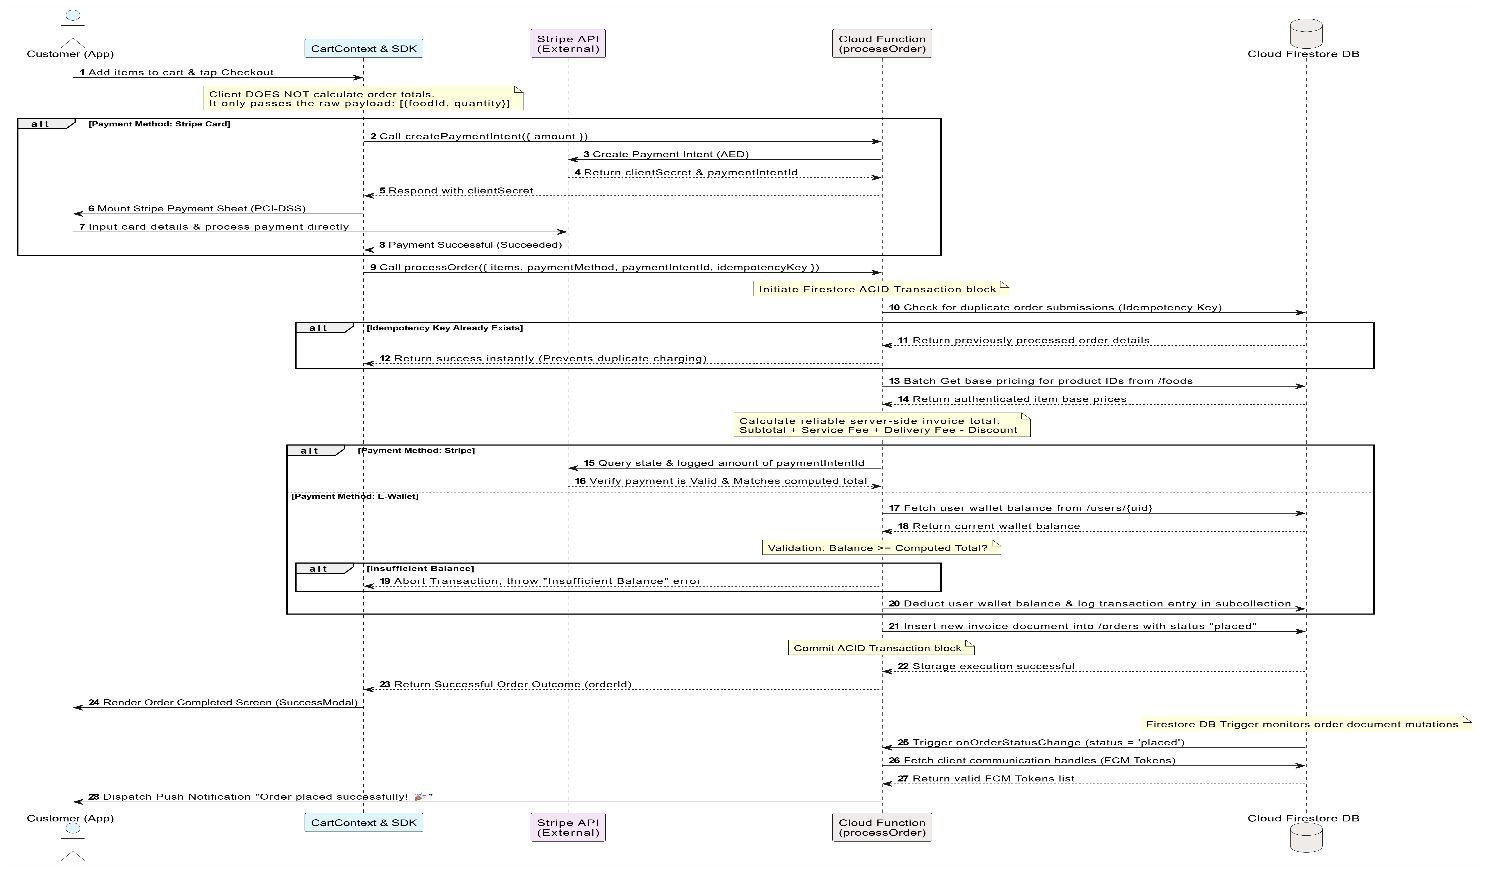 Customer (App)
CartContext & SDK
Stripe API
(External)
Cloud Function
(processOrder)
Cloud Firestore DB
1 Add items to cart & tap Checkout
Client DOES NOT calculate order totals.
It only passes the raw payload: [{foodId, quantity}]
alt [Payment Method: Stripe Card]
2 Call createPaymentIntent({ amount })
3 Create Payment Intent (AED)
4 Return clientSecret & paymentIntentId
5 Respond with clientSecret
6 Mount Stripe Payment Sheet (PCI-DSS)
7 Input card details & process payment directly
8 Payment Successful (Succeeded)
9 Call processOrder({ items, paymentMethod, paymentIntentId, idempotencyKey })
Initiate Firestore ACID Transaction block
10 Check for duplicate order submissions (Idempotency Key)
alt [Idempotency Key Already Exists]
11 Return previously processed order details
12 Return success instantly (Prevents duplicate charging)
13 Batch Get base pricing for product IDs from /foods
14 Return authenticated item base prices
Calculate reliable server-side invoice total:
Subtotal + Service Fee + Delivery Fee - Discount
alt [Payment Method: Stripe]
15 Query state & logged amount of paymentIntentId
16 Verify payment is Valid & Matches computed total
[Payment Method: E-Wallet]
17 Fetch user wallet balance from /users/{uid}
18 Return current wallet balance
Validation: Balance >= Computed Total?
alt [Insufficient Balance]
19 Abort Transaction, throw "Insufficient Balance" error
20 Deduct user wallet balance & log transaction entry in subcollection
21 Insert new invoice document into /orders with status "placed"
Commit ACID Transaction block
22 Storage execution successful
23 Return Successful Order Outcome (orderId)
24 Render Order Completed Screen (SuccessModal)
Firestore DB Trigger monitors order document mutations
25 Trigger onOrderStatusChange (status = 'placed')
26 Fetch client communication handles (FCM Tokens)
27 Return valid FCM Tokens list
28 Dispatch Push Notification "Order placed successfully! 🎉"
Customer (App)
CartContext & SDK
Stripe API
(External)
Cloud Function
(processOrder)
Cloud Firestore DB